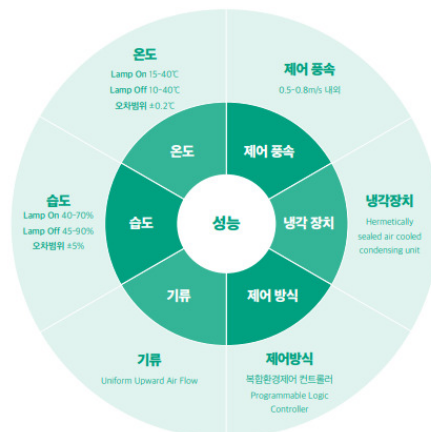 온도
Lamp On 15-40℃
Lamp Off 10-40℃
오차범위 ±0.2℃
제어 풍속
0.5-0.8m/s 내외
습도
Lamp On 40-70%
Lamp Off 45-90%
오차범위 ±5%
냉각장치
Hermetically
sealed air cooled
condensing unit
온도
제어 풍속
습도
성능
냉각 장치
기류
제어 방식
기류
Uniform Upward Air Flow
제어방식
복합환경제어 컨트롤러
Programmable Logic
Controller